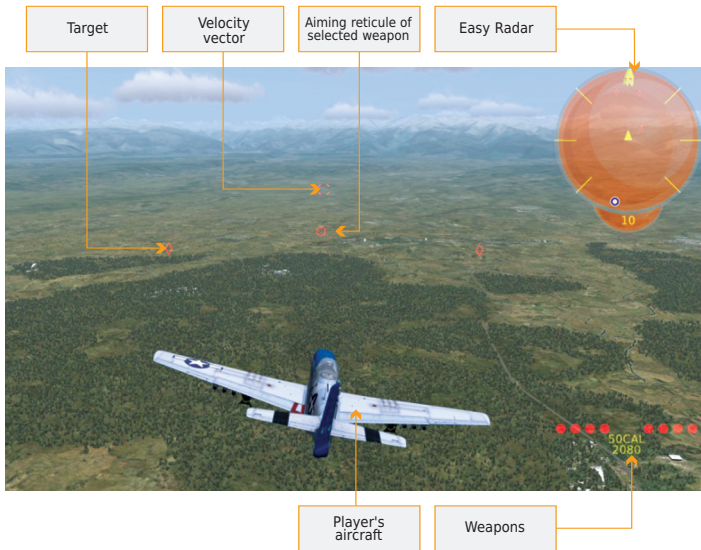 Target
Velocity
vector
Aiming reticule of
selected weapon
Easy Radar
10
50CAL
2080
Player's
aircraft
Weapons